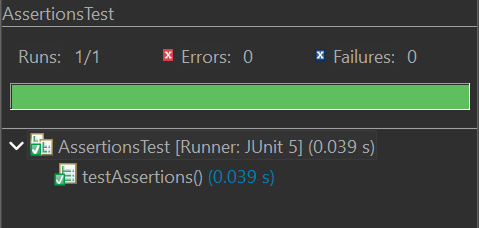 AssertionsTest
Runs: 1/1 Errors: 0 Failures: 0
AssertionsTest [Runner: JUnit 5] (0.039 s)
testAssertions() (0.039 s)